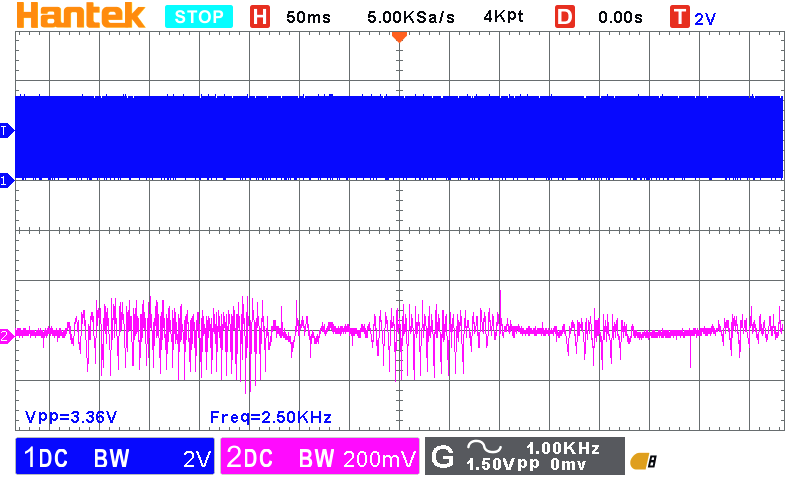 Hantek STOP H 50ms 5.00KSa/s 4Kpt D 0.00s T 2V
T
1
2
Vpp=3.36V Freq=2.50KHz
1DC BW 2V 2DC BW 200mV G 1.00KHz
1.50Vpp 0mv
8